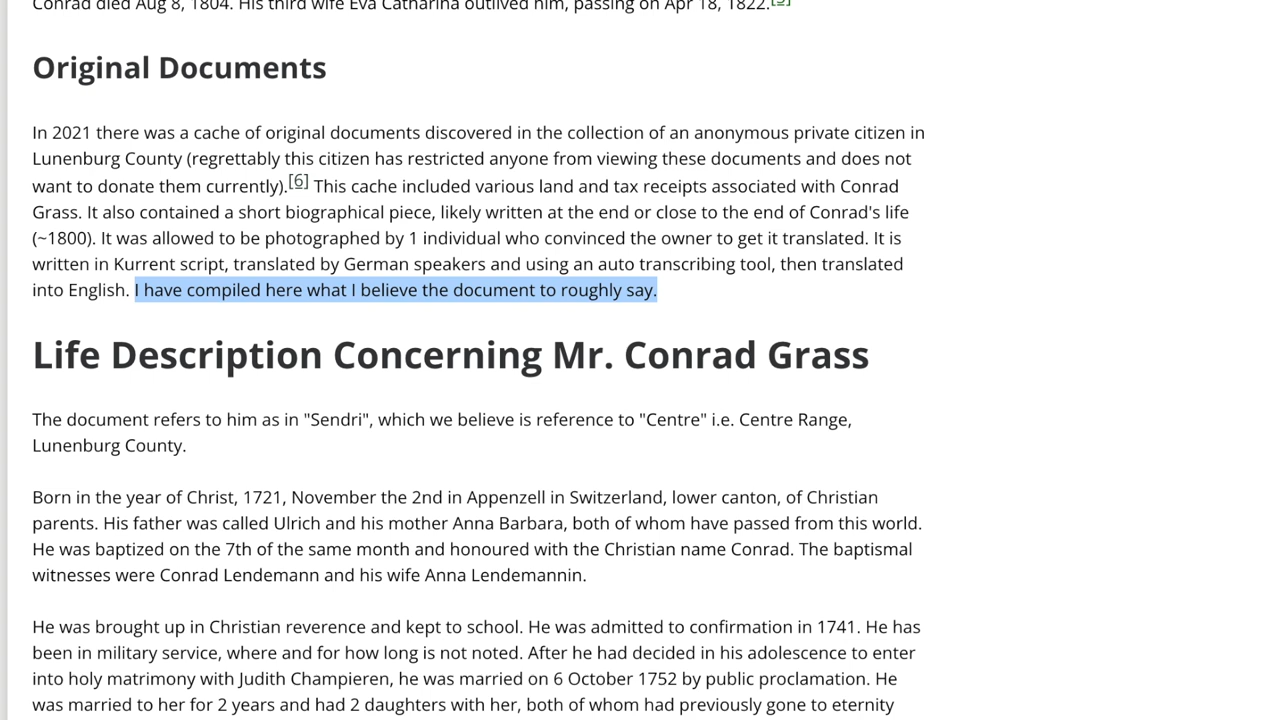 Conrad died Aug 8, 1804. His third wife Eva Catharina outlived him, passing on Apr 18, 1822.[5]
Original Documents
In 2021 there was a cache of original documents discovered in the collection of an anonymous private citizen in
Lunenburg County (regrettably this citizen has restricted anyone from viewing these documents and does not
want to donate them currently).[6] This cache included various land and tax receipts associated with Conrad
Grass. It also contained a short biographical piece, likely written at the end or close to the end of Conrad's life
(~1800). It was allowed to be photographed by 1 individual who convinced the owner to get it translated. It is
written in Kurrent script, translated by German speakers and using an auto transcribing tool, then translated
into English. I have compiled here what I believe the document to roughly say.
Life Description Concerning Mr. Conrad Grass
The document refers to him as in "Sendri", which we believe is reference to "Centre" i.e. Centre Range,
Lunenburg County.
Born in the year of Christ, 1721, November the 2nd in Appenzell in Switzerland, lower canton, of Christian
parents. His father was called Ulrich and his mother Anna Barbara, both of whom have passed from this world.
He was baptized on the 7th of the same month and honoured with the Christian name Conrad. The baptismal
witnesses were Conrad Lendemann and his wife Anna Lendemannin.
He was brought up in Christian reverence and kept to school. He was admitted to confirmation in 1741. He has
been in military service, where and for how long is not noted. After he had decided in his adolescence to enter
into holy matrimony with Judith Champieren, he was married on 6 October 1752 by public proclamation. He
was married to her for 2 years and had 2 daughters with her, both of whom had previously gone to eternity